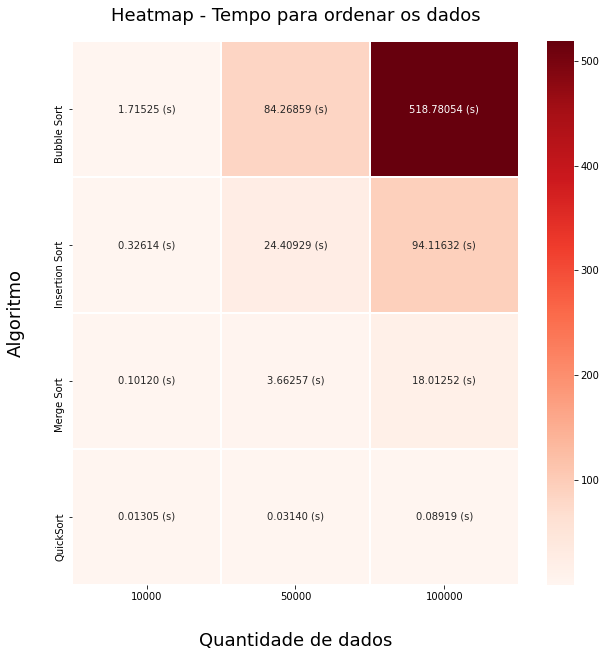 Heatmap - Tempo para ordenar os dados
Algoritmo
Bubble Sort
1.71525 (s)
84.26859 (s)
518.78054 (s)
Insertion Sort
0.32614 (s)
24.40929 (s)
94.11632 (s)
Merge Sort
0.10120 (s)
3.66257 (s)
18.01252 (s)
QuickSort
0.01305 (s)
0.03140 (s)
0.08919 (s)
10000
50000
100000
Quantidade de dados
500
400
300
200
100